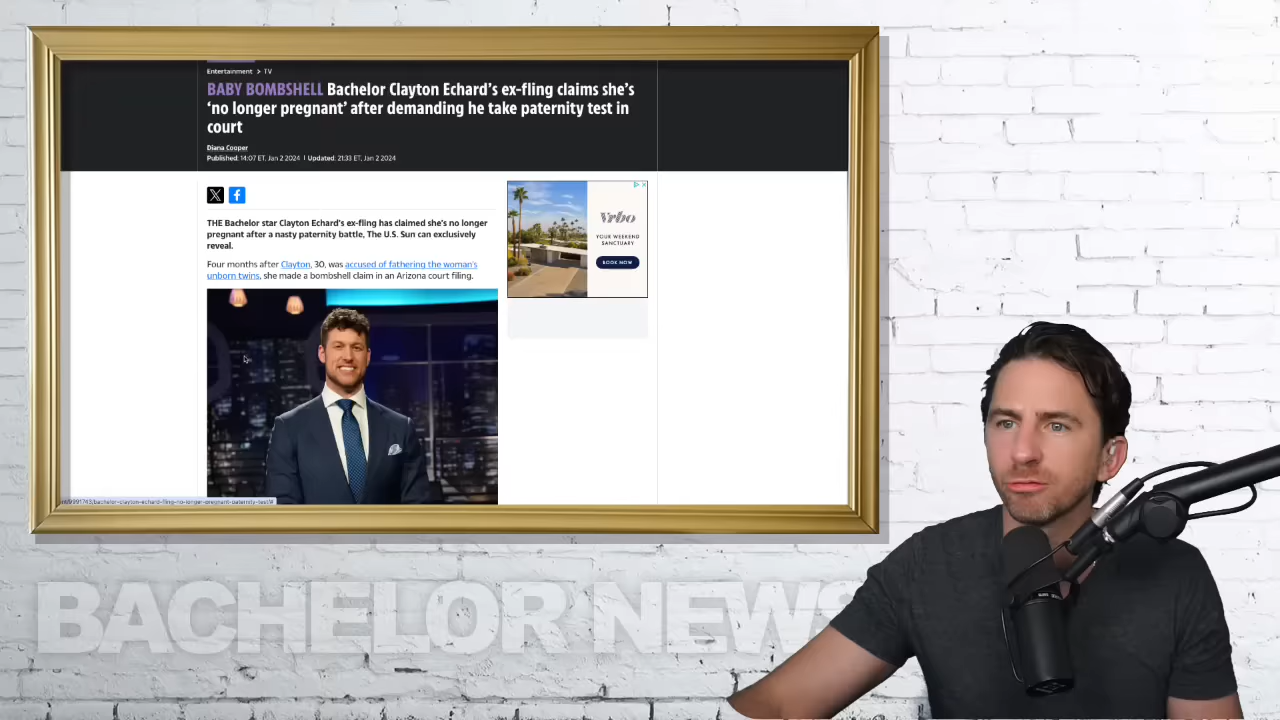 Entertainment > TV
BABY BOMBSHELL Bachelor Clayton Echard's ex-fling claims she's
'no longer pregnant' after demanding he take paternity test in
court
Diana Cooper
Published: 14:07 ET, Jan 2 2024 | Updated: 21:33 ET, Jan 2 2024
THE Bachelor star Clayton Echard's ex-fling has claimed she's no longer
pregnant after a nasty paternity battle, The U.S. Sun can exclusively
reveal.
Four months after Clayton, 30, was accused of fathering the woman's
unborn twins, she made a bombshell claim in an Arizona court filing.
Vrbo
YOUR WEEKEND
SANCTUARY
BOOK NOW
BACHELOR NEWS